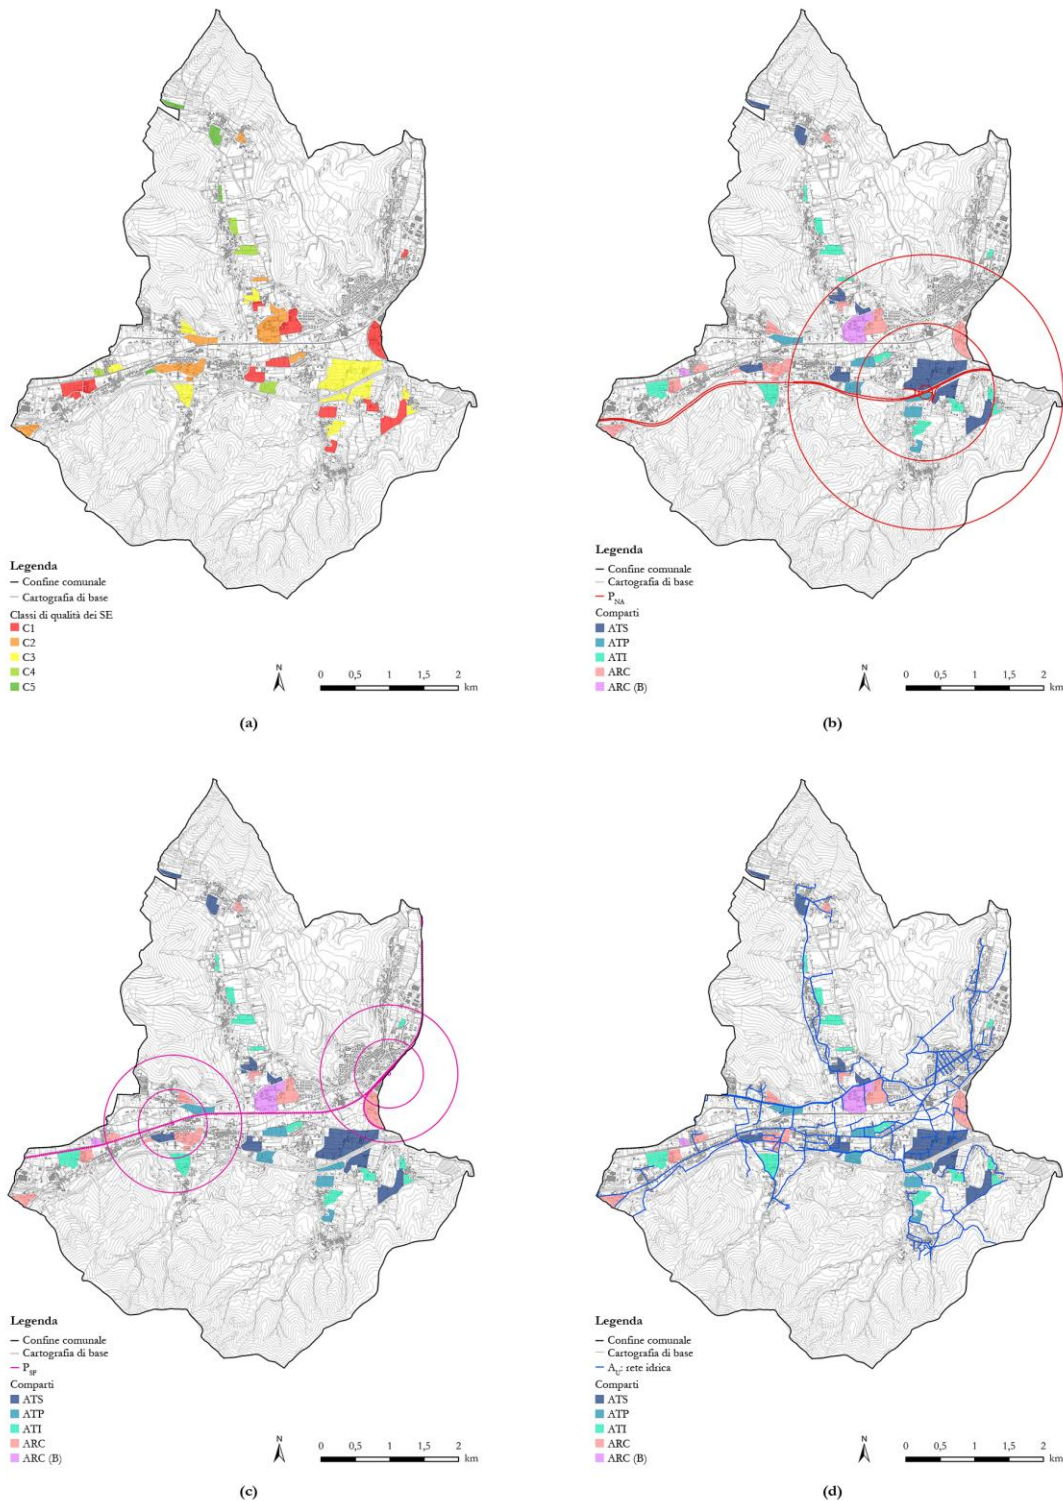 Legenda
Confine comunale
Cartografia di base
Classi di qualità dei SE
C1
C2
C3
C4
C5
N
0 0,5 1 1,5 2
km
(a)
Legenda
Confine comunale
Cartografia di base
P_NA
Comparti
ATS
ATP
ATI
ARC
ARC (B)
N
0 0,5 1 1,5 2
km
(b)
Legenda
Confine comunale
Cartografia di base
P_SF
Comparti
ATS
ATP
ATI
ARC
ARC (B)
N
0 0,5 1 1,5 2
km
(c)
Legenda
Confine comunale
Cartografia di base
A_U: rete idrica
Comparti
ATS
ATP
ATI
ARC
ARC (B)
N
0 0,5 1 1,5 2
km
(d)